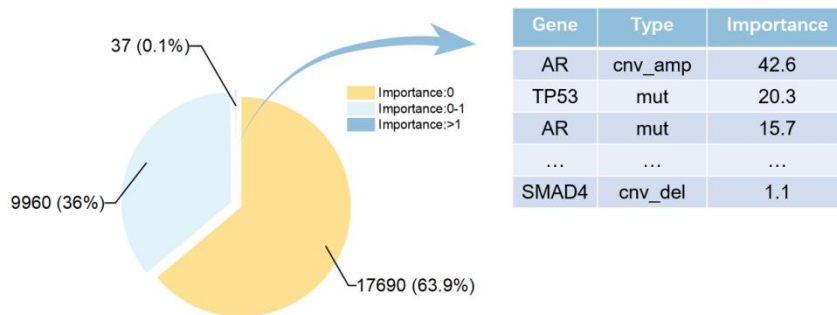 37 (0.1%)
Importance:0
Importance:0-1
Importance:>1
9960 (36%)
17690 (63.9%)
Gene Type Importance
AR cnv_amp 42.6
TP53 mut 20.3
AR mut 15.7
... ... ...
SMAD4 cnv_del 1.1